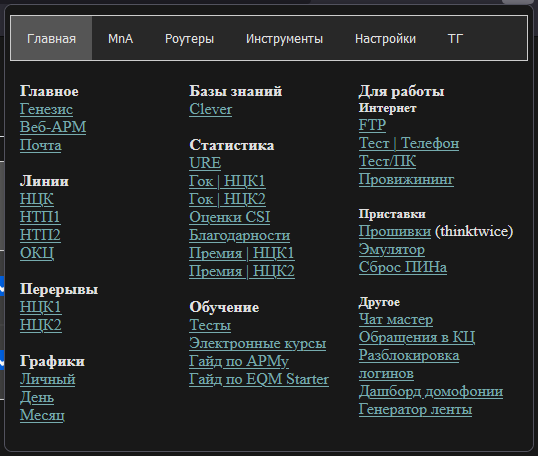 Главная MnA Роутеры Инструменты Настройки ТГ
Главное
Генезис
Веб-АРМ
Почта
Линии
НЦК
НТП1
НТП2
ОКЦ
Перерывы
НЦК1
НЦК2
Графики
Личный
День
Месяц
Базы знаний
Clever
Статистика
URE
Гок | НЦК1
Гок | НЦК2
Оценки CSI
Благодарности
Премия | НЦК1
Премия | НЦК2
Обучение
Тесты
Электронные курсы
Гайд по АРМу
Гайд по EQM Starter
Для работы
Интернет
FTP
Тест | Телефон
Тест/ПК
Провижининг
Приставки
Прошивки (thinktwice)
Эмулятор
Сброс ПИНа
Другое
Чат мастер
Обращения в КЦ
Разблокировка
логинов
Дашборд домофонии
Генератор ленты